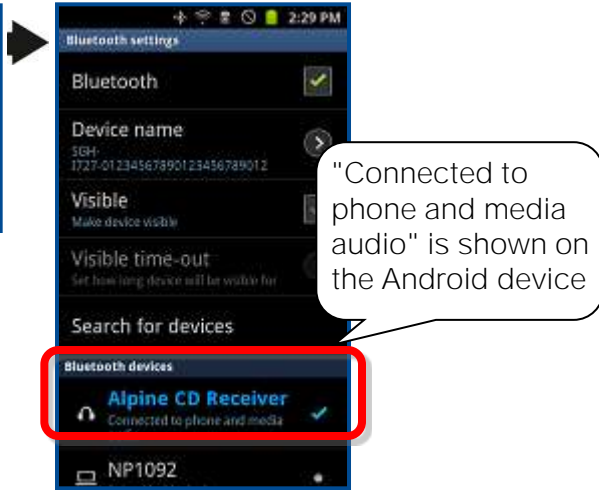 2:29 PM
Bluetooth settings
Bluetooth
Device name
SGH-
I727-01234567890123456789012
Visible
Make device visible
Visible time-out
Set how long device will be visible for
Search for devices
"Connected to
phone and media
audio" is shown on
the Android device
Bluetooth devices
Alpine CD Receiver
Connected to phone and media
NP1092